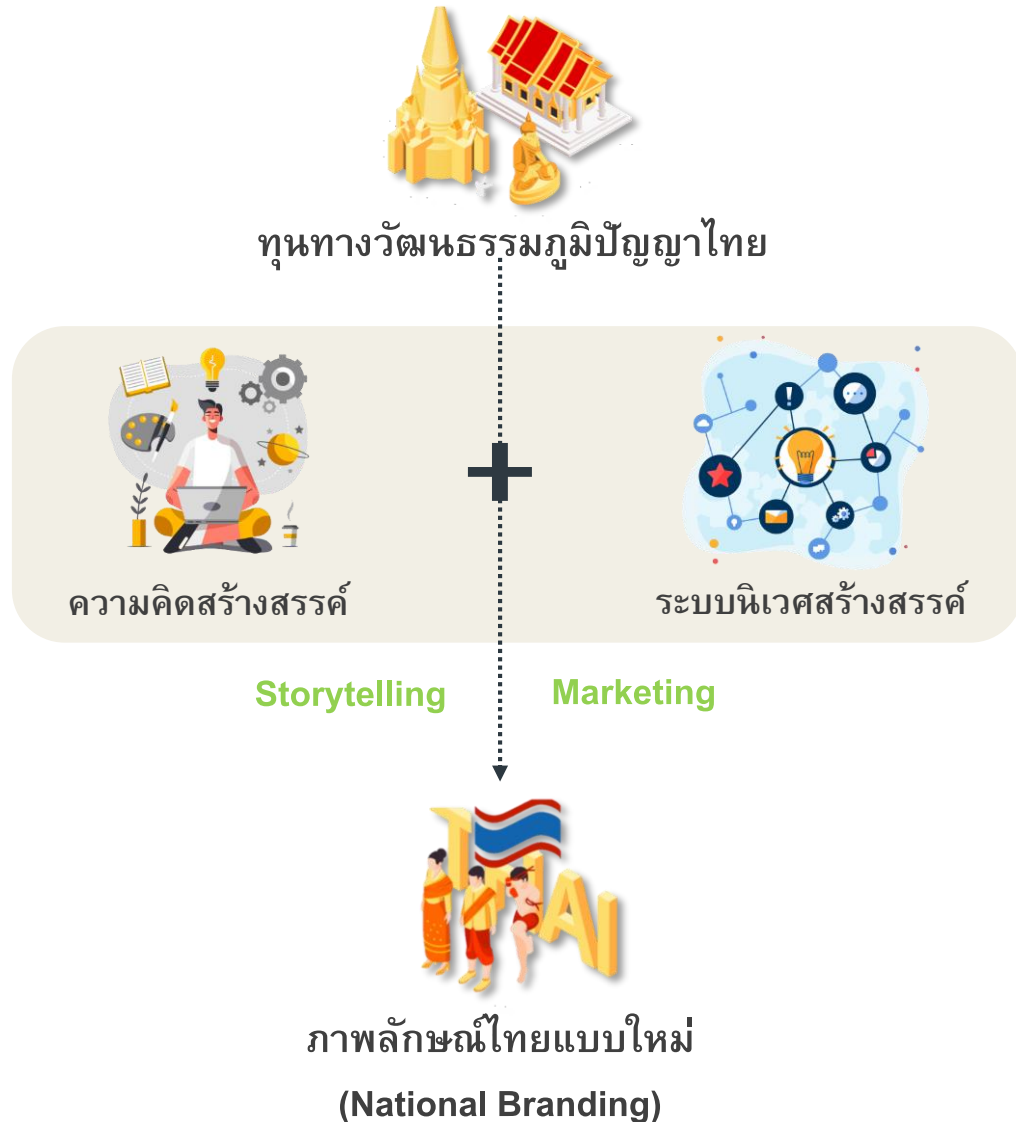 ทุนทางวัฒนธรรมภูมิปัญญาไทย
ความคิดสร้างสรรค์
ระบบนิเวศสร้างสรรค์
Storytelling
Marketing
THAI
ภาพลักษณ์ไทยแบบใหม่
(National Branding)